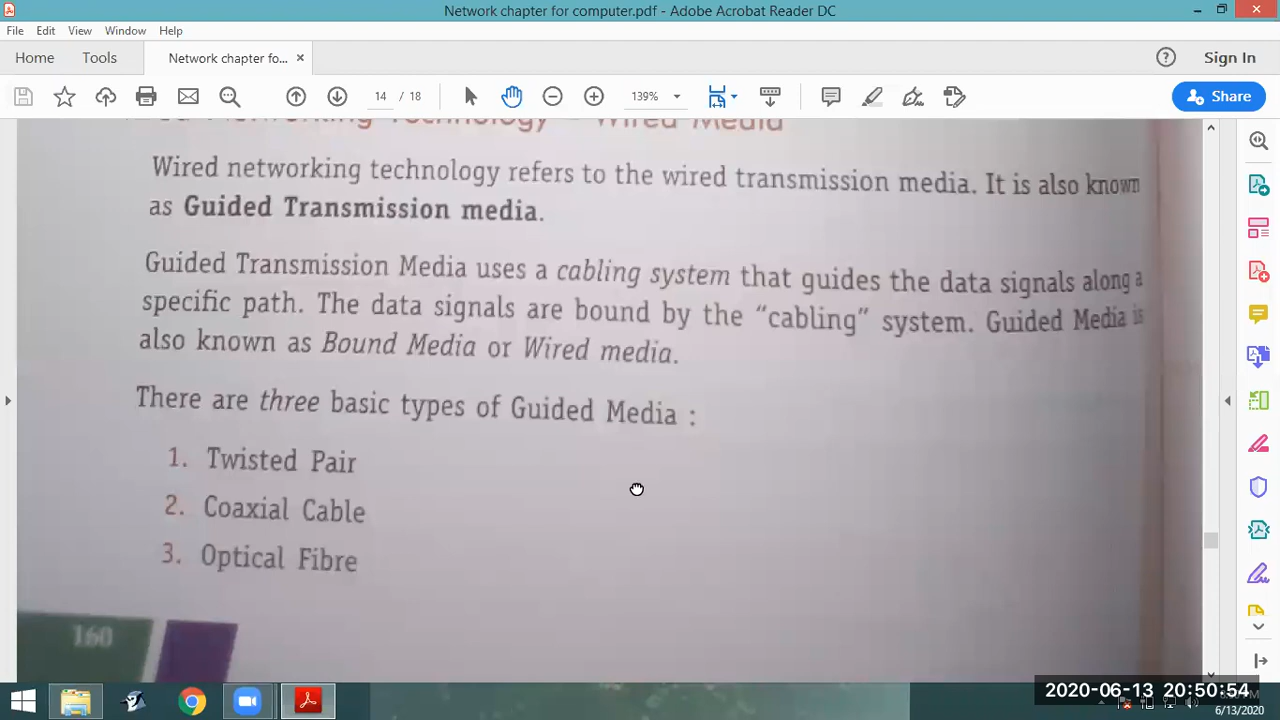 Network chapter for computer.pdf - Adobe Acrobat Reader DC
File Edit View Window Help
Home Tools Network chapter fo... × Sign In
14 / 18 139% Share
Networking Technology - Wired Media
Wired networking technology refers to the wired transmission media. It is also known
as Guided Transmission media.
Guided Transmission Media uses a cabling system that guides the data signals along a
specific path. The data signals are bound by the “cabling” system. Guided Media is
also known as Bound Media or Wired media.
There are three basic types of Guided Media :
1. Twisted Pair
2. Coaxial Cable
3. Optical Fibre
160
2020-06-13 20:50:54
6/13/2020